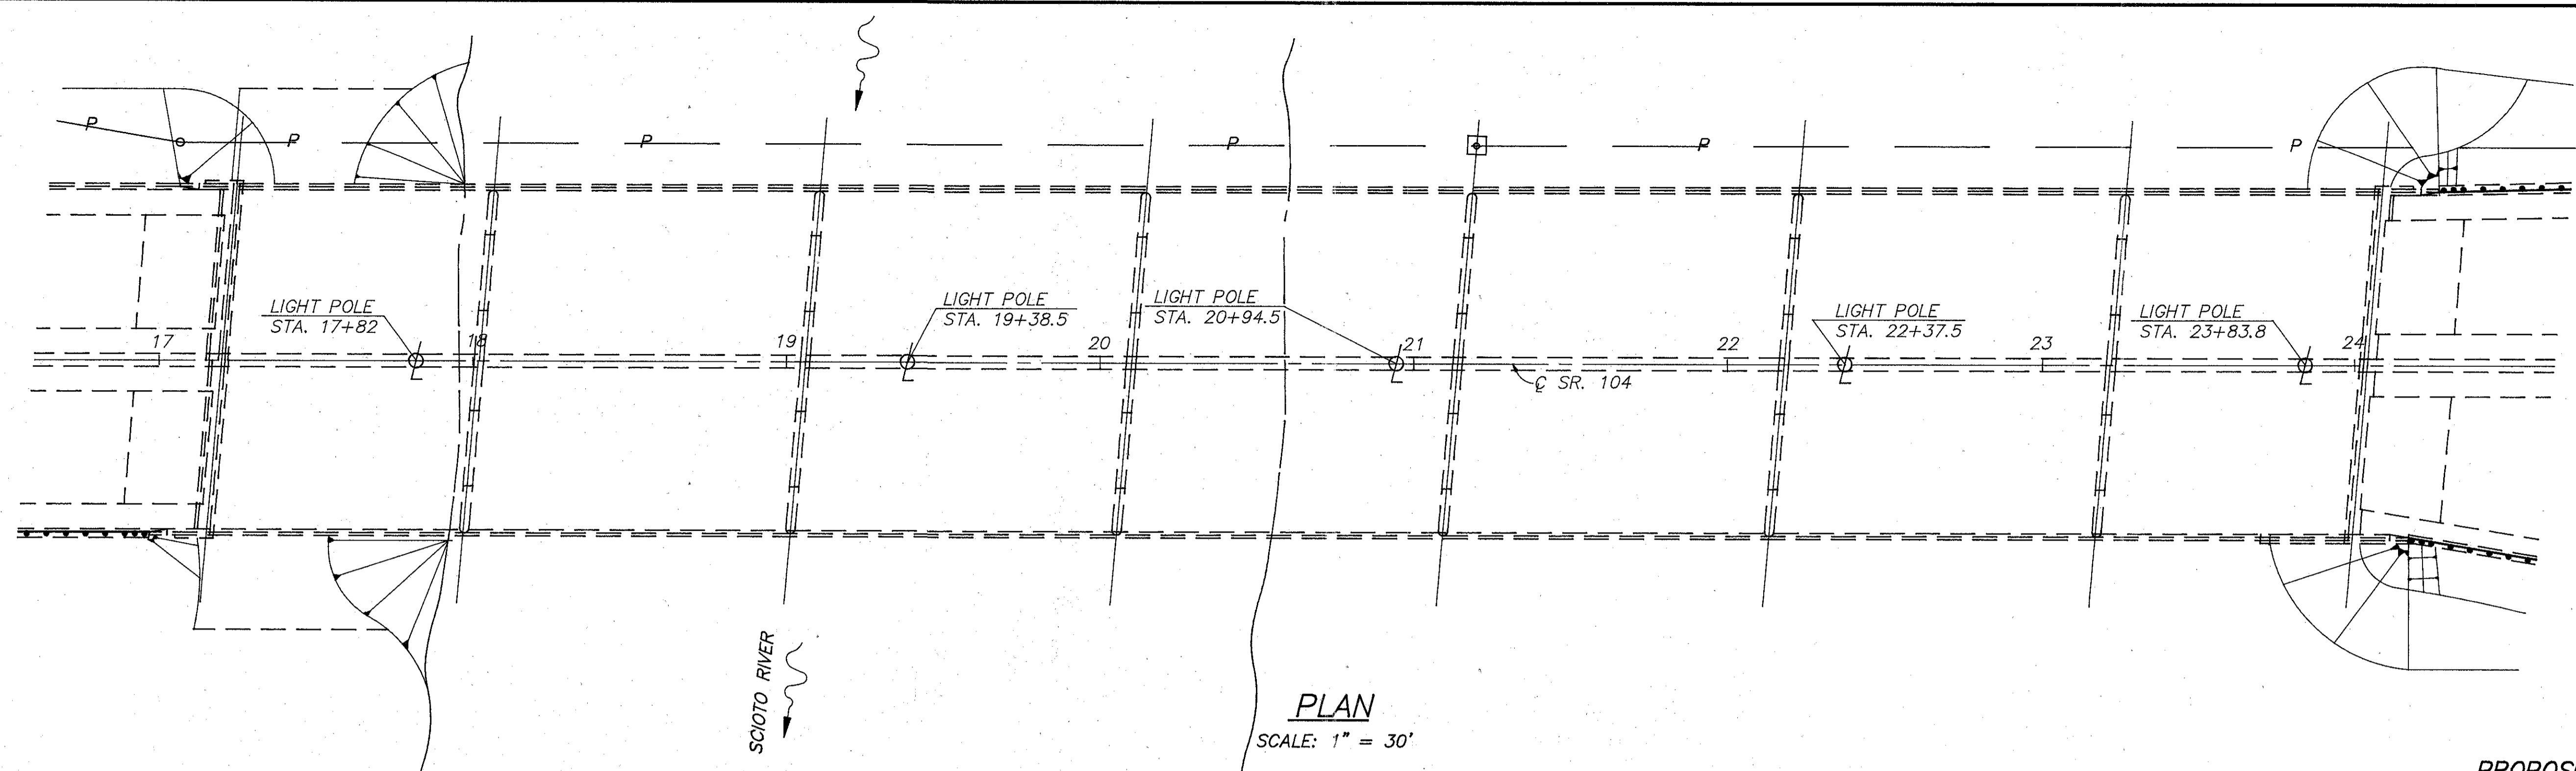 P
P
P
P
P
P
LIGHT POLE
STA. 17+82
LIGHT POLE
STA. 19+38.5
LIGHT POLE
STA. 20+94.5
LIGHT POLE
STA. 22+37.5
LIGHT POLE
STA. 23+83.8
17
18
19
20
21
22
23
24
℄ SR. 104
SCIOTO RIVER
PLAN
SCALE: 1" = 30'